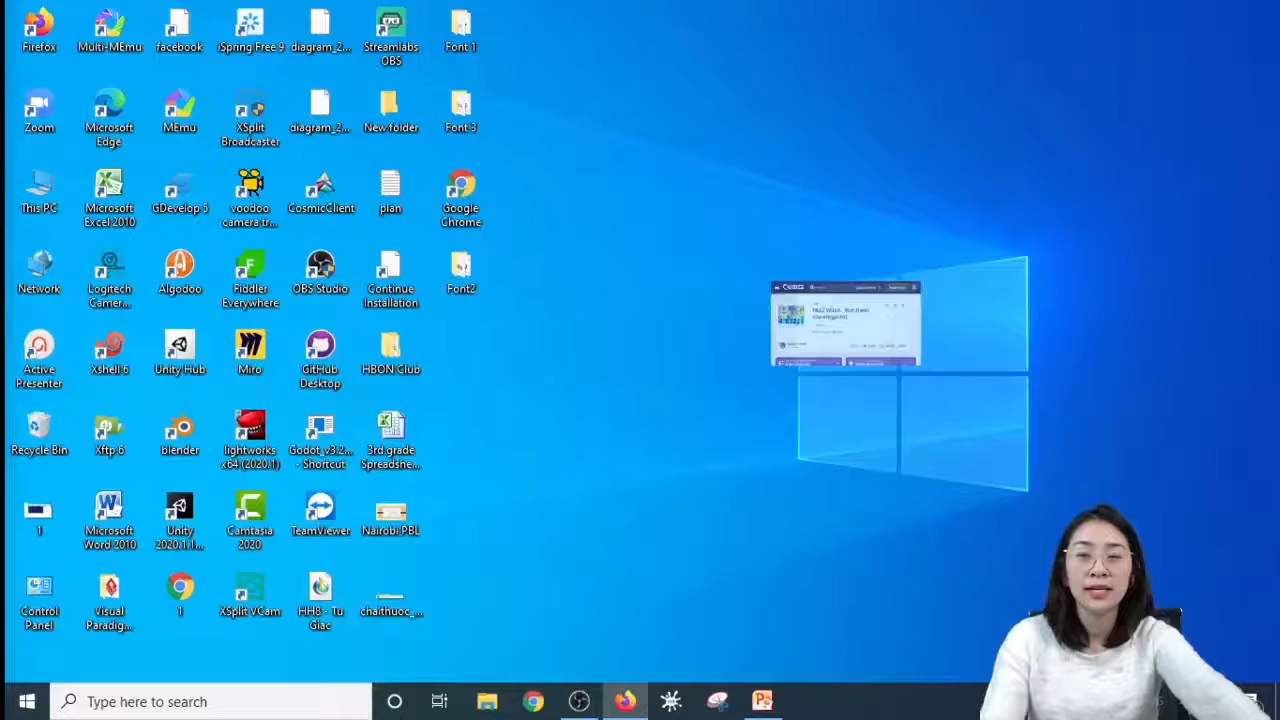 Firefox
Multi-MEmu
facebook
iSpring Free 9
diagram_2...
Streamlabs
OBS
Font 1
Zoom
Microsoft
Edge
MEmu
XSplit
Broadcaster
diagram_2...
New folder
Font 3
This PC
Microsoft
Excel 2010
GDevelop 5
voodoo
camera tr...
CosmicClient
plan
Google
Chrome
Network
Logitech
Camer...
Algodoo
Fiddler
Everywhere
OBS Studio
Continue
Installation
Font2
Active
Presenter
Xshell 6
Unity Hub
Miro
GitHub
Desktop
HBON Club
Recycle Bin
Xftp 6
blender
lightworks
x64 (2020.1)
Godot_v3.2...
- Shortcut
3rd grade
Spreadshe...
1
Microsoft
Word 2010
Unity
2020.1.1...
Camtasia
2020
TeamViewer
Nairobi PBL
Control
Panel
Visual
Paradig...
1
XSplit VCam
HH8 - Tu
Giac
chaithuoc_...
Type here to search